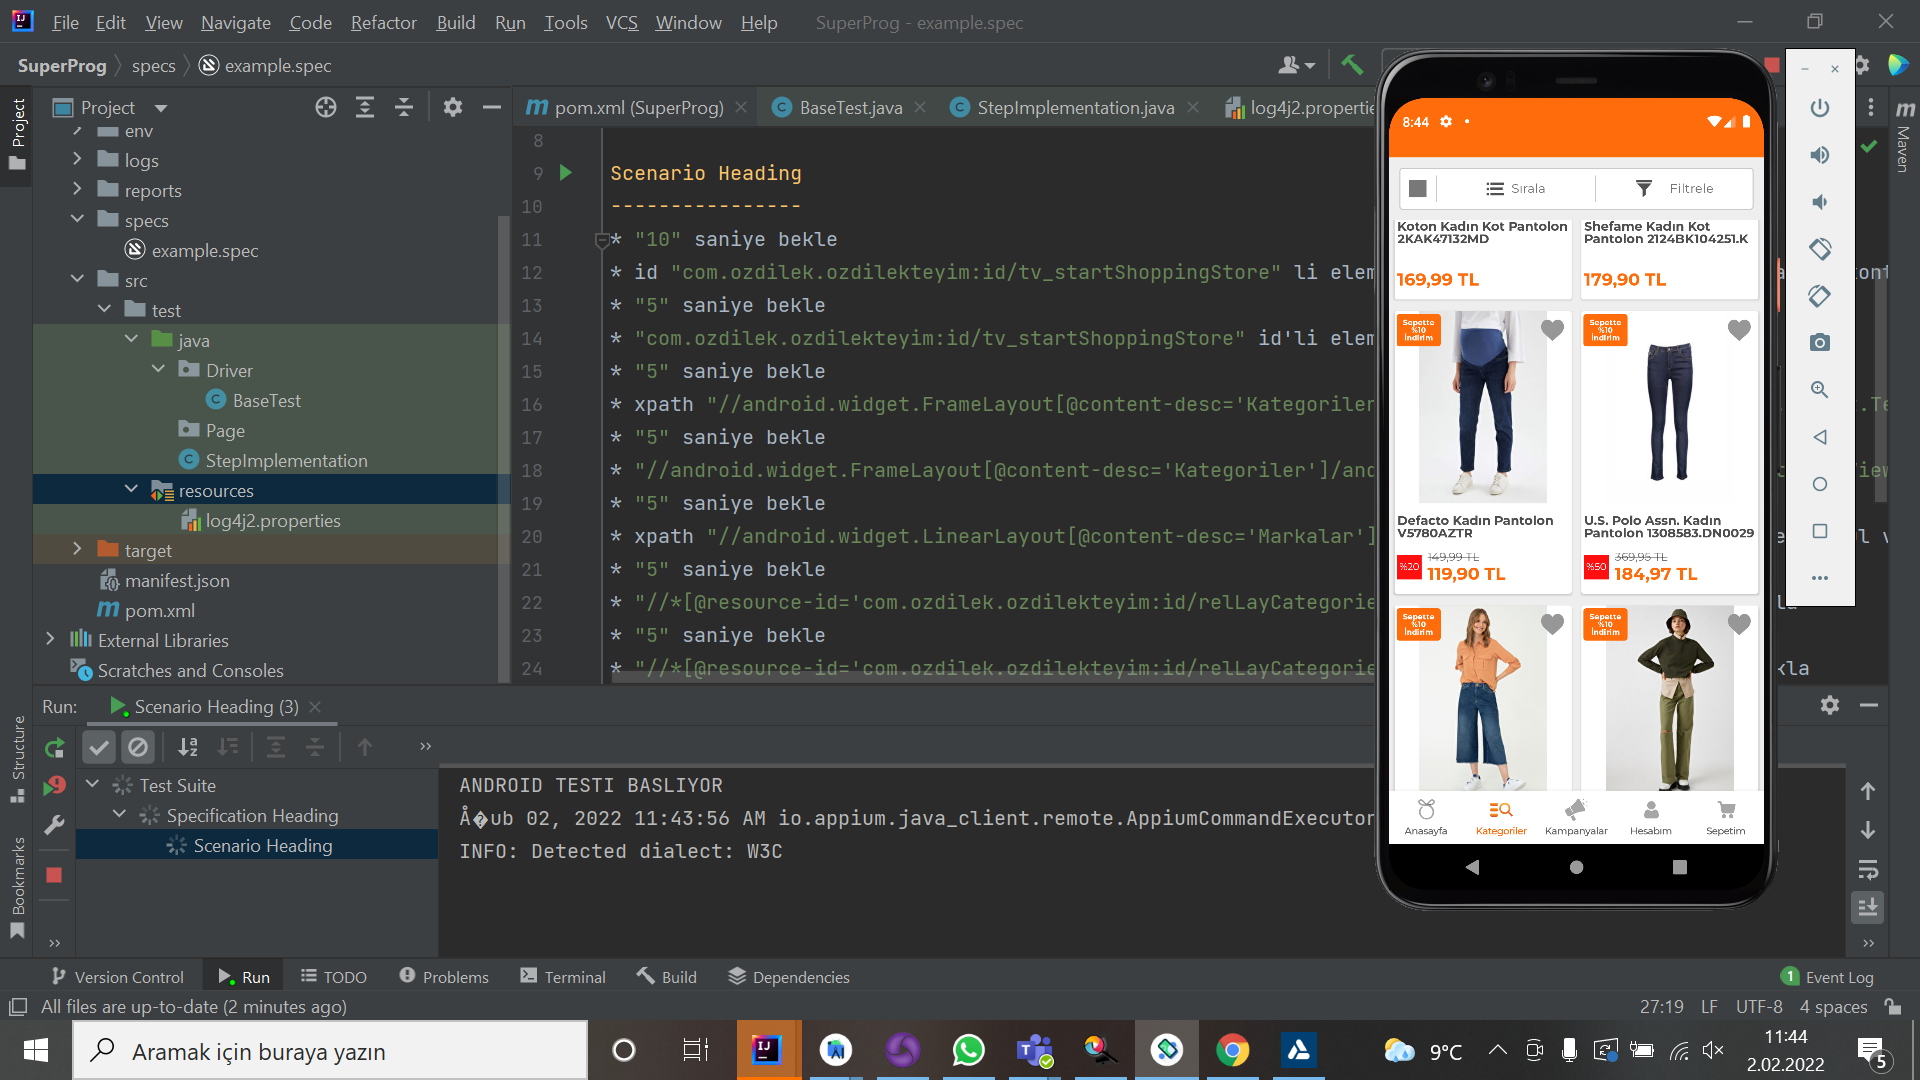 File Edit View Navigate Code Refactor Build Run Tools VCS Window Help SuperProg - example.spec
SuperProg specs example.spec
Project
pom.xml (SuperProg) BaseTest.java StepImplementation.java log4j2.propertie
env
logs
reports
specs
example.spec
src
test
java
Driver
BaseTest
Page
StepImplementation
resources
log4j2.properties
target
manifest.json
pom.xml
External Libraries
Scratches and Consoles
Project
Structure
Bookmarks
Maven
8
9 Scenario Heading
10 ----------------
11 * "10" saniye bekle
12 * id "com.ozdilek.ozdilekteyim:id/tv_startShoppingStore" li elem
13 * "5" saniye bekle
14 * "com.ozdilek.ozdilekteyim:id/tv_startShoppingStore" id'li elem
15 * "5" saniye bekle
16 * xpath "//android.widget.FrameLayout[@content-desc='Kategoriler
17 * "5" saniye bekle
18 * "//android.widget.FrameLayout[@content-desc='Kategoriler']/and
19 * "5" saniye bekle
20 * xpath "//android.widget.LinearLayout[@content-desc='Markalar']
21 * "5" saniye bekle
22 * "//*[@resource-id='com.ozdilek.ozdilekteyim:id/relLayCategorie
23 * "5" saniye bekle
24 * "//*[@resource-id='com.ozdilek.ozdilekteyim:id/relLayCategorie
8:44
Sırala Filtrele
Koton Kadın Kot Pantolon
2KAK47132MD
169,99 TL
Shefame Kadın Kot
Pantolon 2124BK104251.K
179,90 TL
Sepette
%10
İndirim
Sepette
%10
İndirim
Defacto Kadın Pantolon
V5780AZTR
%20 149,99 TL
119,90 TL
U.S. Polo Assn. Kadın
Pantolon 1308583.DN0029
%50 369,95 TL
184,97 TL
Sepette
%10
İndirim
Sepette
%10
İndirim
Anasayfa Kategoriler Kampanyalar Hesabım Sepetim
Run: Scenario Heading (3)
Test Suite
Specification Heading
Scenario Heading
ANDROID TESTI BASLIYOR
Å�ub 02, 2022 11:43:56 AM io.appium.java_client.remote.AppiumCommandExecutor
INFO: Detected dialect: W3C
Version Control Run TODO Problems Terminal Build Dependencies 1 Event Log
All files are up-to-date (2 minutes ago) 27:19 LF UTF-8 4 spaces
Aramak için buraya yazın
9°C
11:44
2.02.2022
5